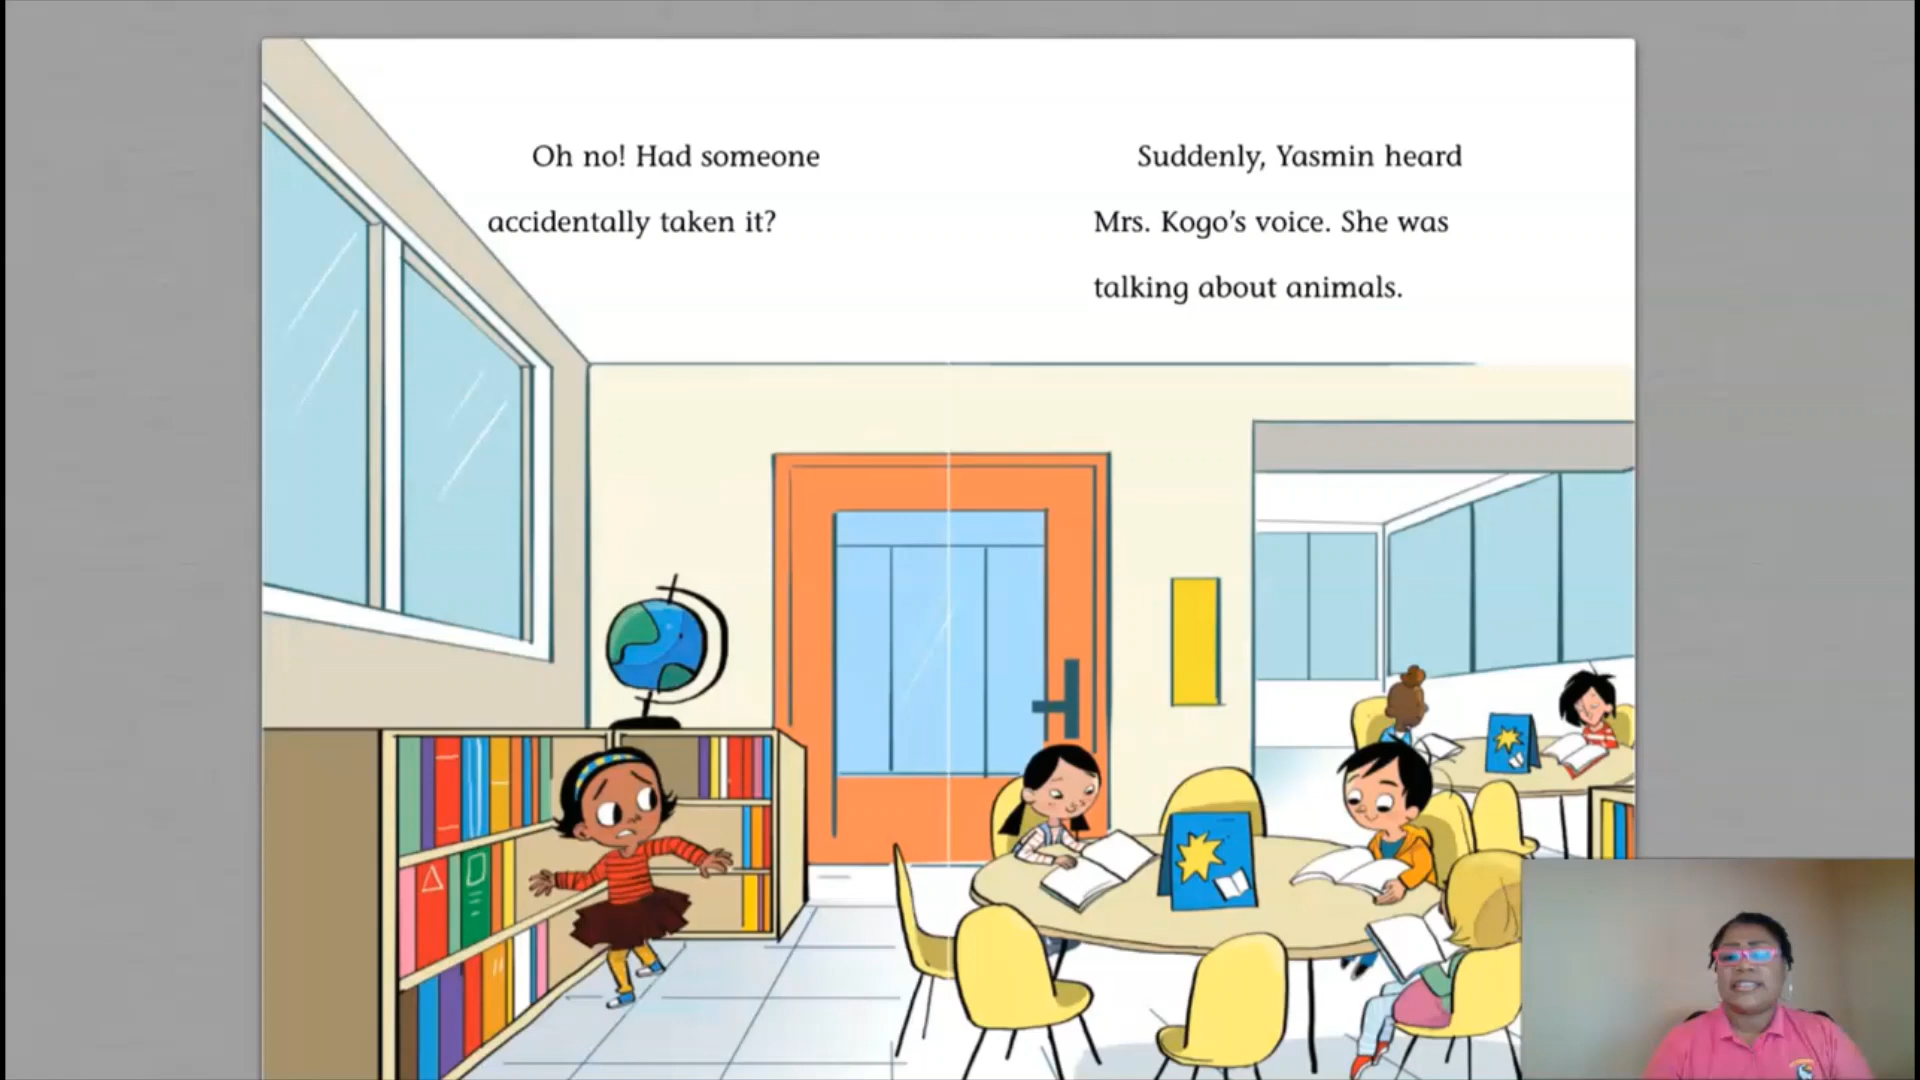 Oh no! Had someone
accidentally taken it?
Suddenly, Yasmin heard
Mrs. Kogo’s voice. She was
talking about animals.